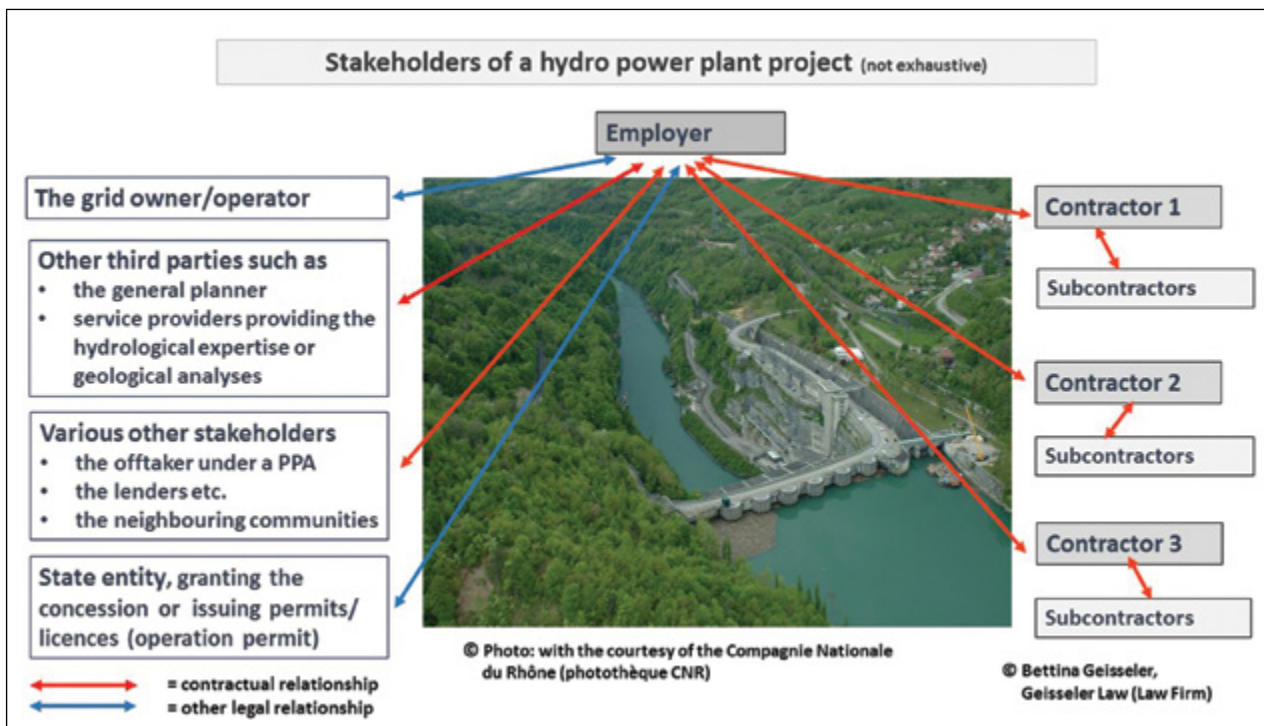 Stakeholders of a hydro power plant project (not exhaustive)
Employer
The grid owner/operator
Other third parties such as
• the general planner
• service providers providing the
hydrological expertise or
geological analyses
Various other stakeholders
• the offtaker under a PPA
• the lenders etc.
• the neighbouring communities
State entity, granting the
concession or issuing permits/
licences (operation permit)
= contractual relationship
= other legal relationship
Contractor 1
Subcontractors
Contractor 2
Subcontractors
Contractor 3
Subcontractors
© Photo: with the courtesy of the Compagnie Nationale
du Rhône (photothèque CNR)
© Bettina Geisseler,
Geisseler Law (Law Firm)